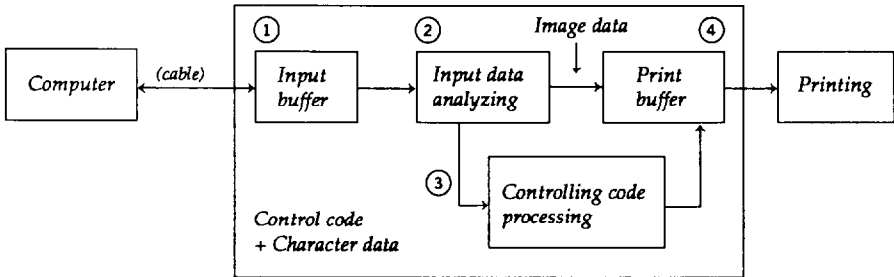 ① ② Image data ④
Computer
(cable)
Input
buffer
Input data
analyzing
Print
buffer
Printing
③
Controlling code
processing
Control code
+ Character data